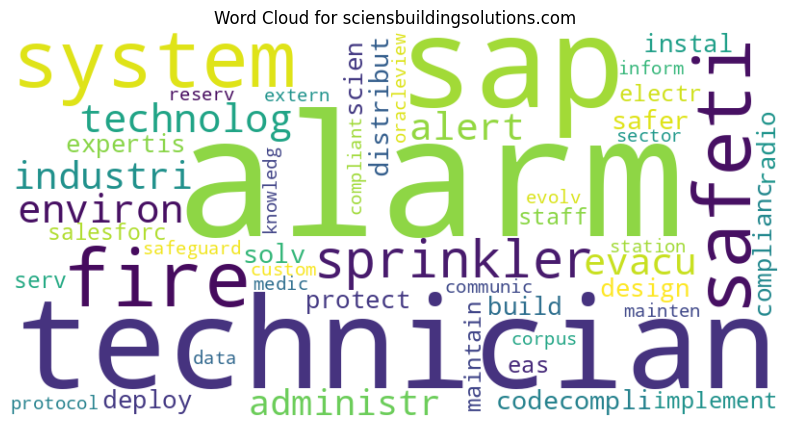 Word Cloud for sciensbuildingsolutions.com
system
sap
alarm
technician
safeti
fire
sprinkler
technolog
industri
environ
administr
evacu
alert
expertis
salesforc
reserv
extern
knowledg
compliant
scien
distribut
oracleview
instal
inform
electr
safer
sector
radio
complianc
evolv
staff
station
safeguard
solv
custom
medic
serv
protect
communic
build
design
mainten
maintain
corpus
eas
data
protocol
deploy
codecompli
implement